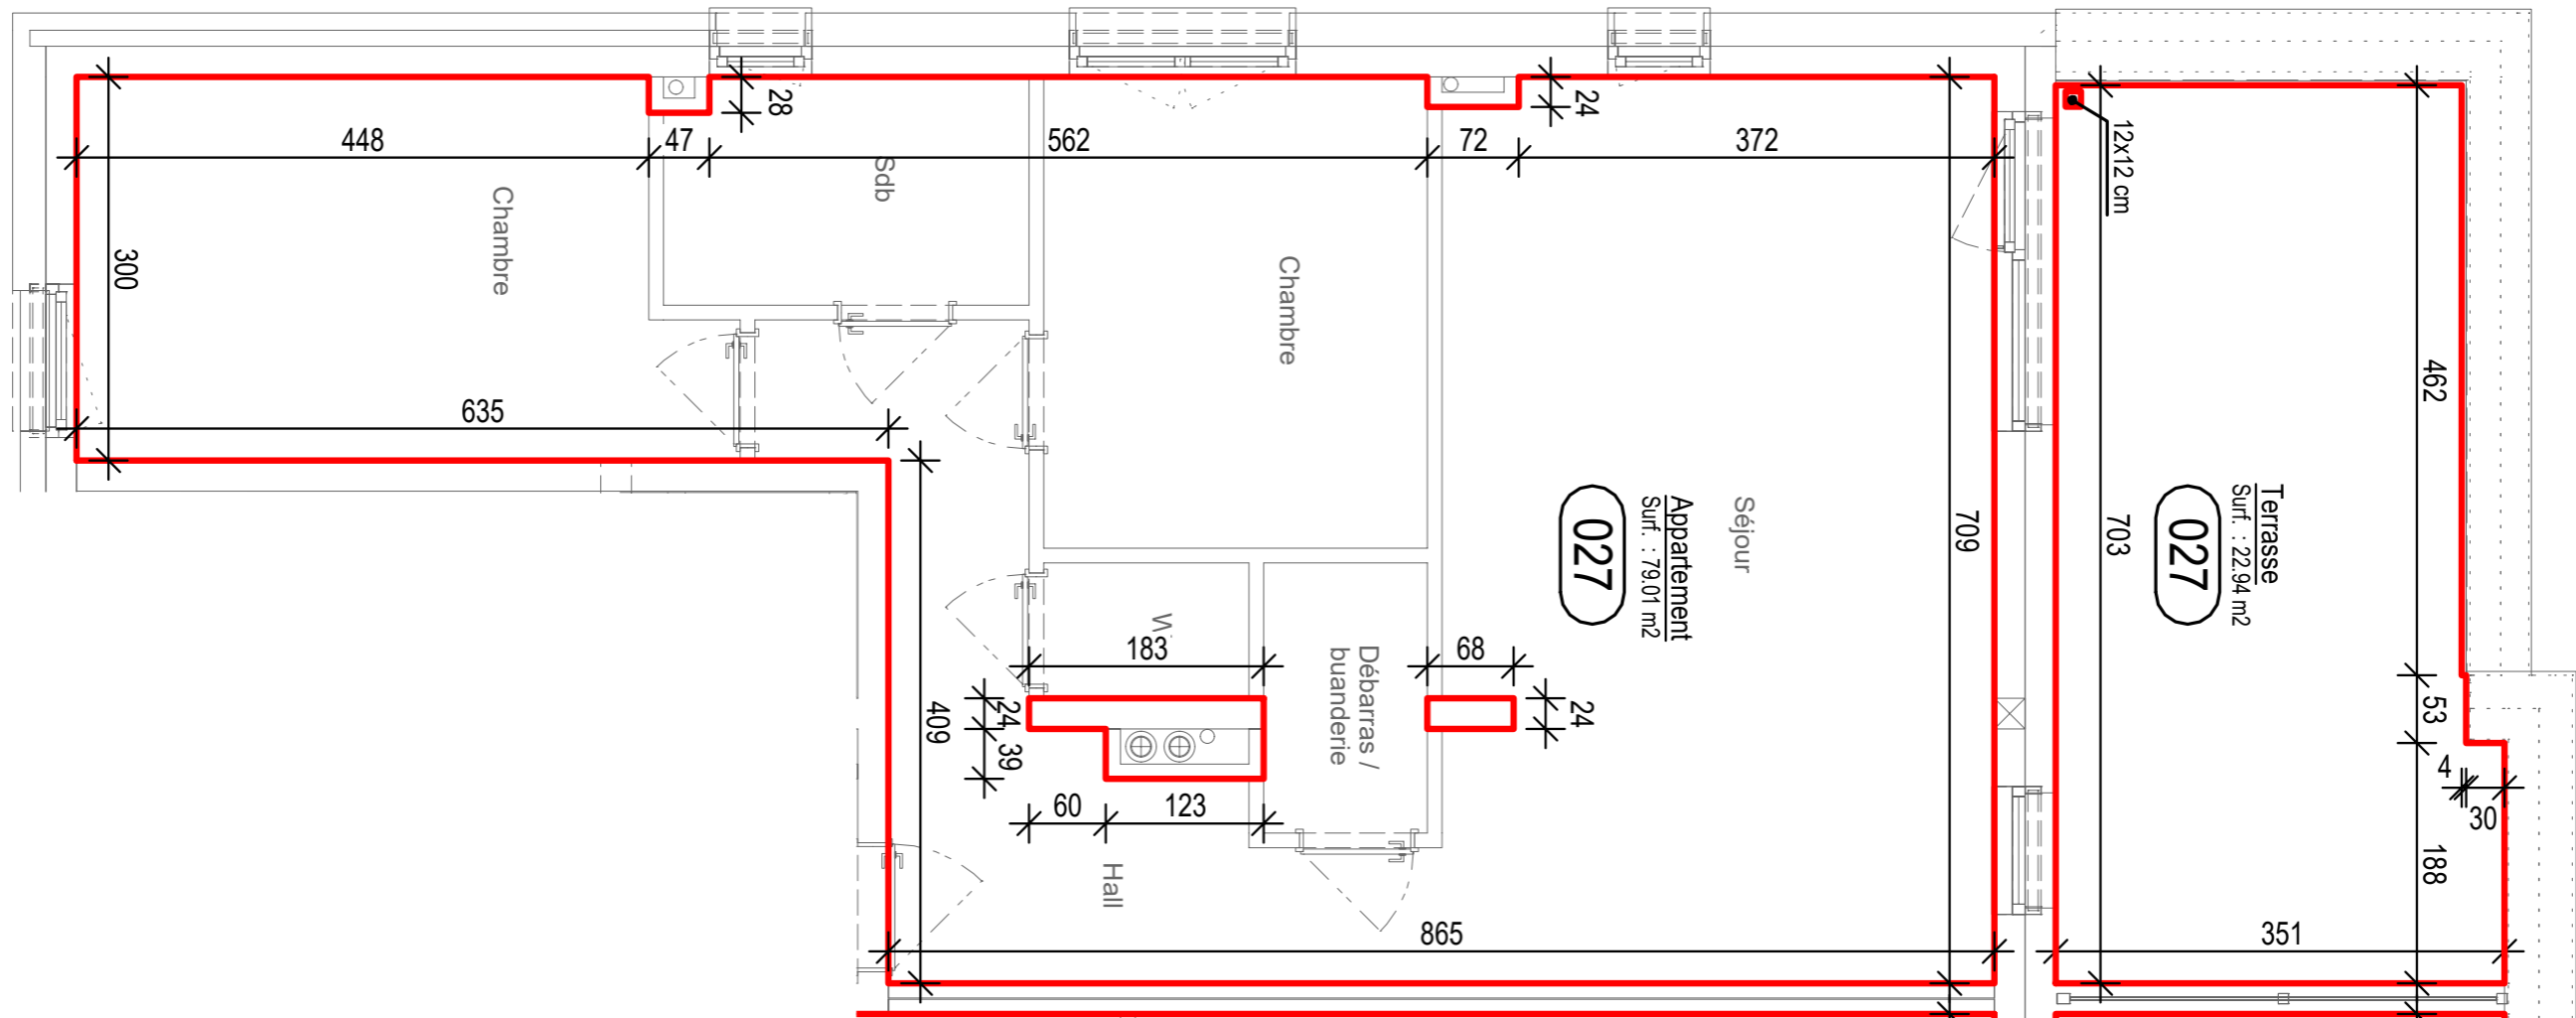 448
47
562
72
372
28
24
12x12 cm
Sdb
Chambre
300
Chambre
635
462
Séjour
Appartement
Surf. : 79.01 m2
027
709
703
Terrasse
Surf. : 22.94 m2
027
183
68
Débarras /
buanderie
24
39
24
409
60
123
Hall
53
4
30
188
865
351